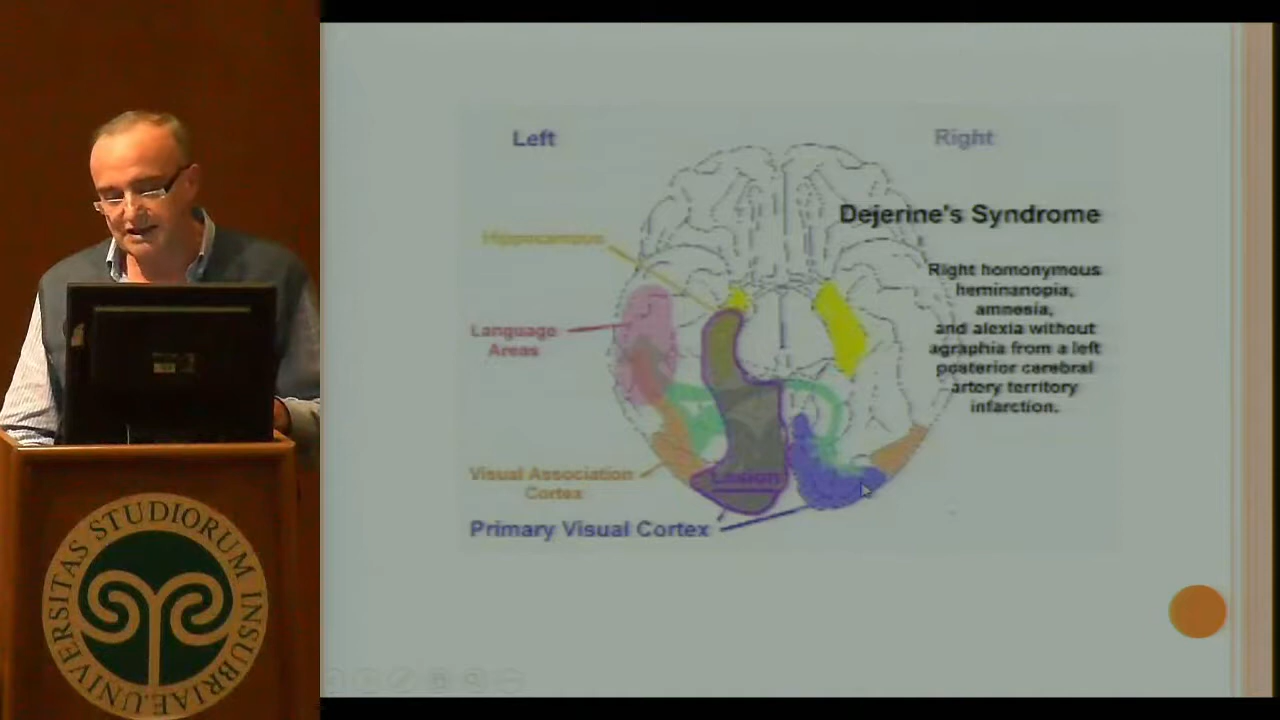 Left
Right
Dejerine's Syndrome
Hippocampus
Right homonymous
heminanopia,
amnesia,
and alexia without
agraphia from a left
posterior cerebral
artery territory
infarction.
Language
Areas
Visual Association
Cortex
Lesion
Primary Visual Cortex
UNIVERSITAS STUDIORUM INSUBRIAE